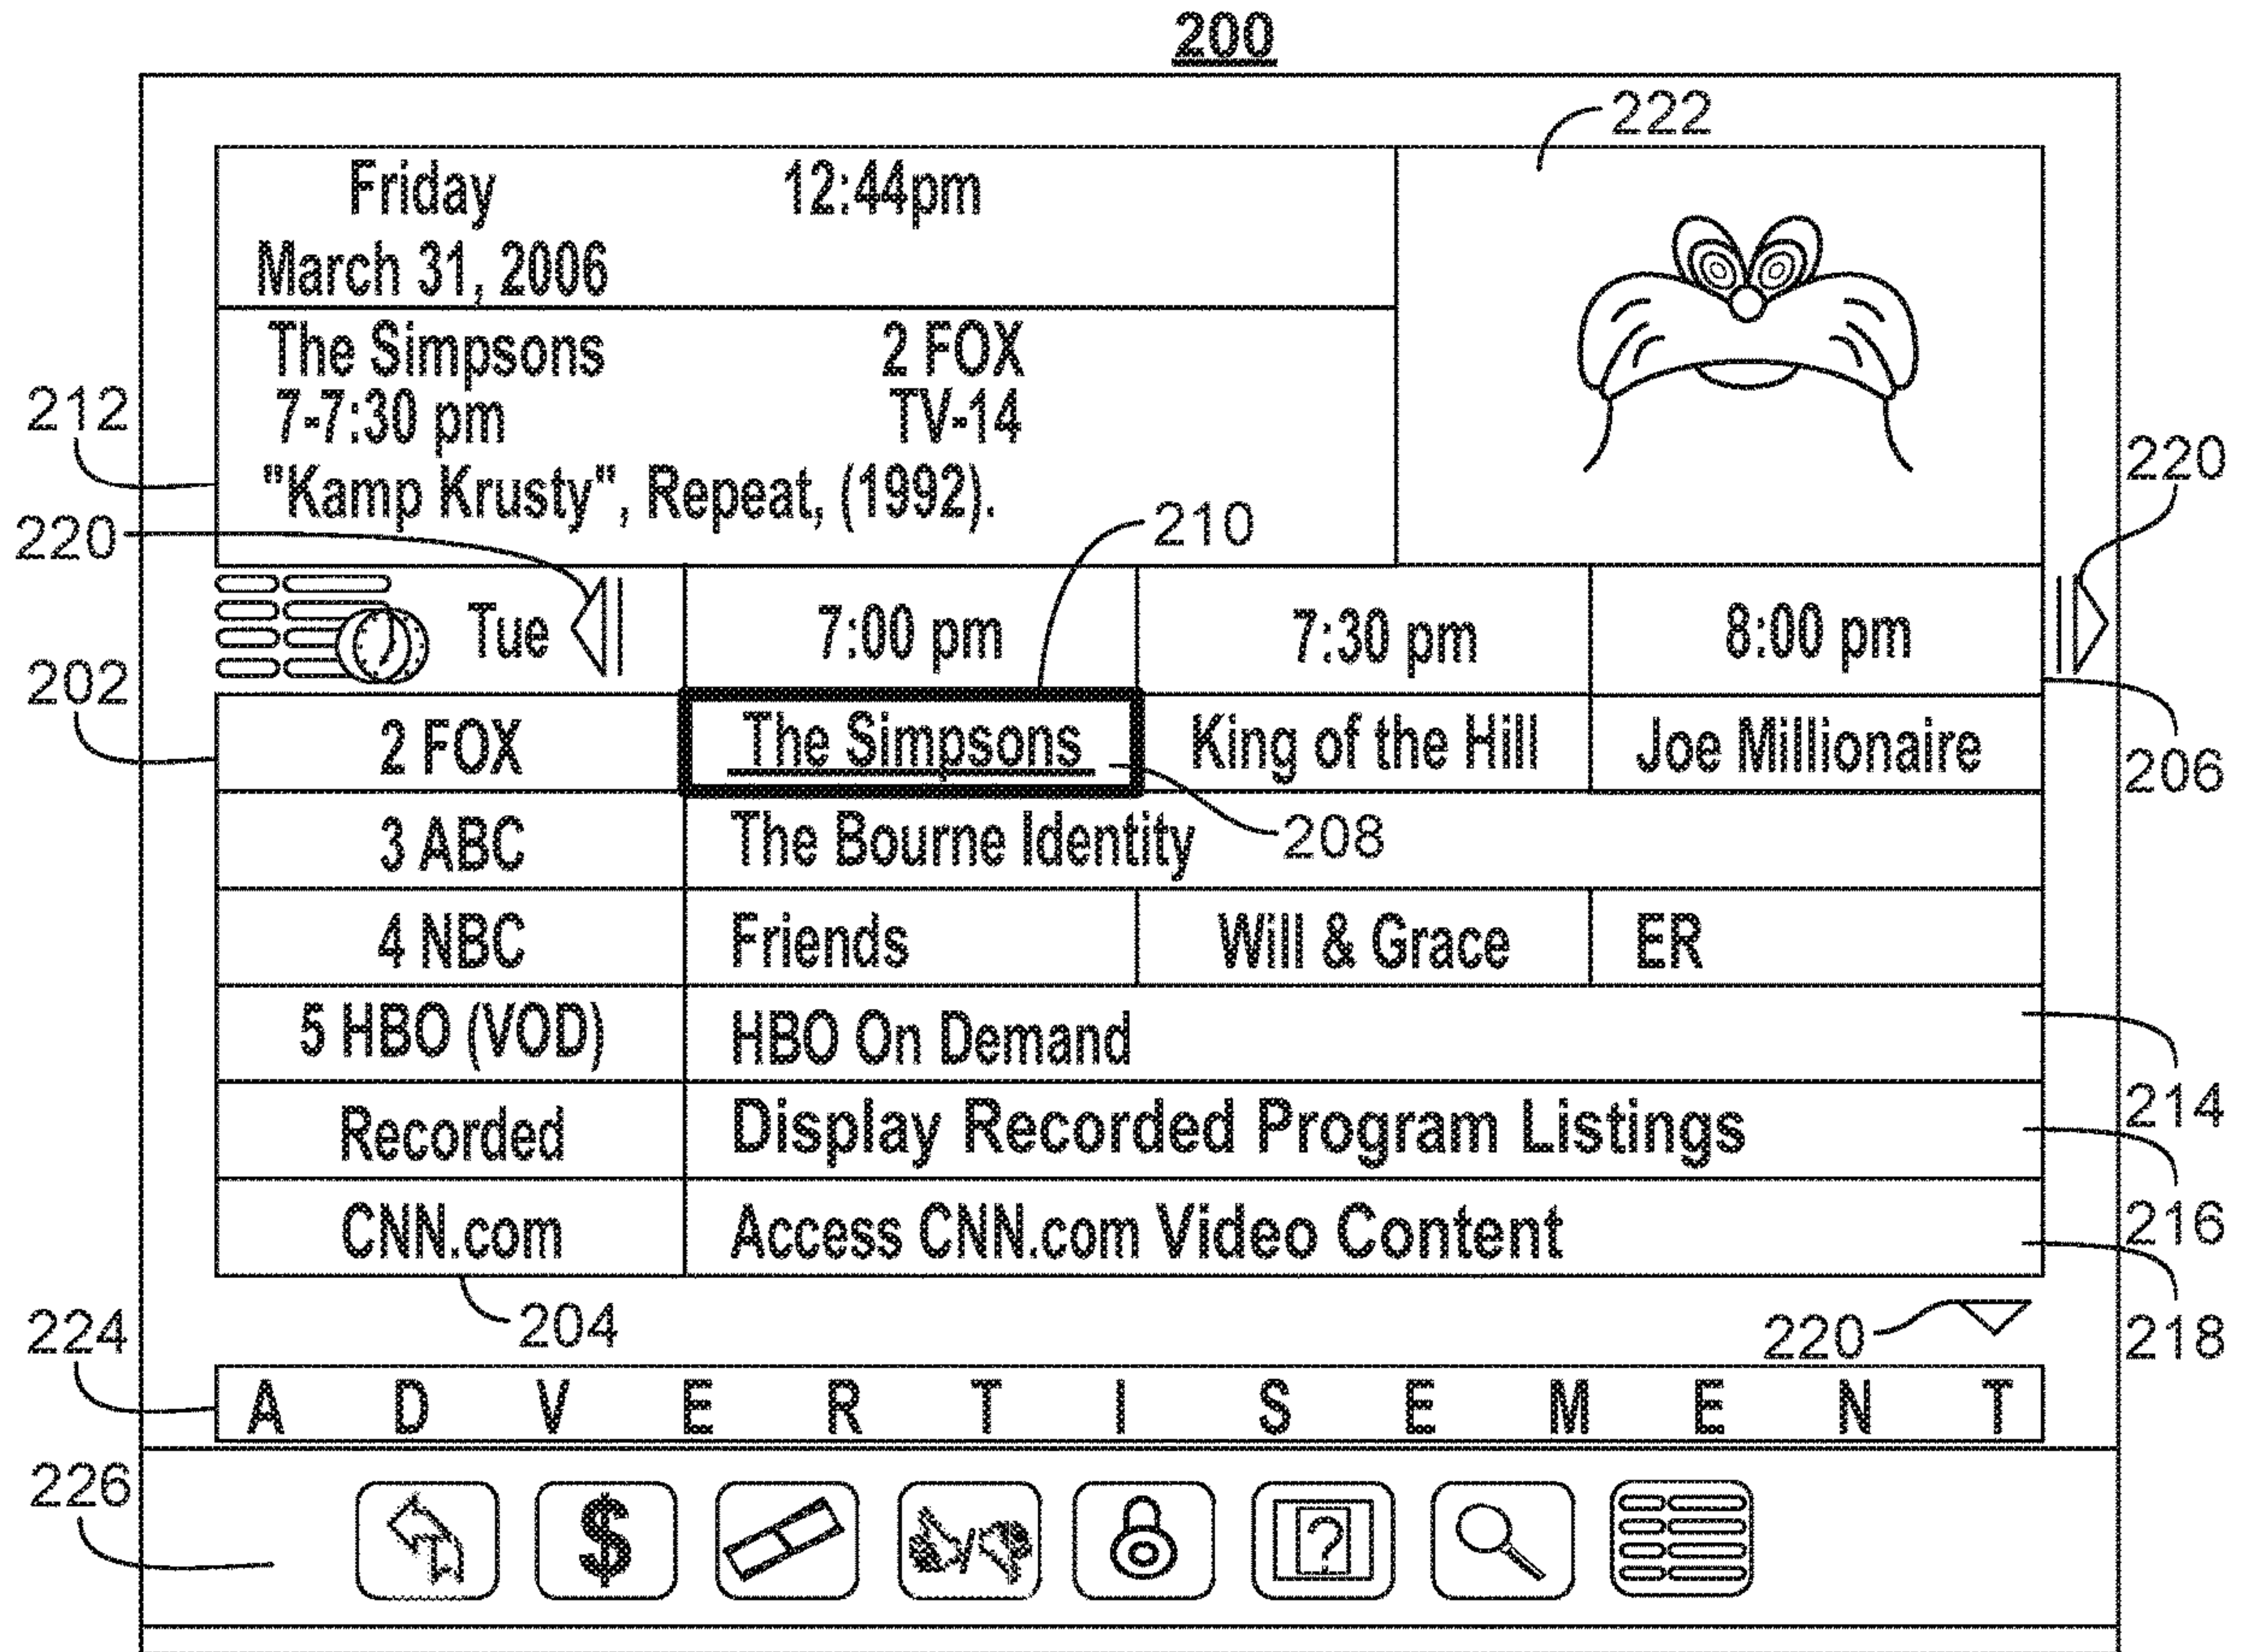 200
222
Friday 12:44pm
March 31, 2006
The Simpsons 2 FOX
212
7-7:30 pm TV-14
220
"Kamp Krusty", Repeat, (1992).
210
220
Tue 7:00 pm 7:30 pm 8:00 pm
202
2 FOX The Simpsons King of the Hill Joe Millionaire
206
3 ABC The Bourne Identity 208
4 NBC Friends Will & Grace ER
5 HBO (VOD) HBO On Demand
214
Recorded Display Recorded Program Listings
216
CNN.com Access CNN.com Video Content
224 204 220 218
A D V E R T I S E M E N T
226
$ / ?